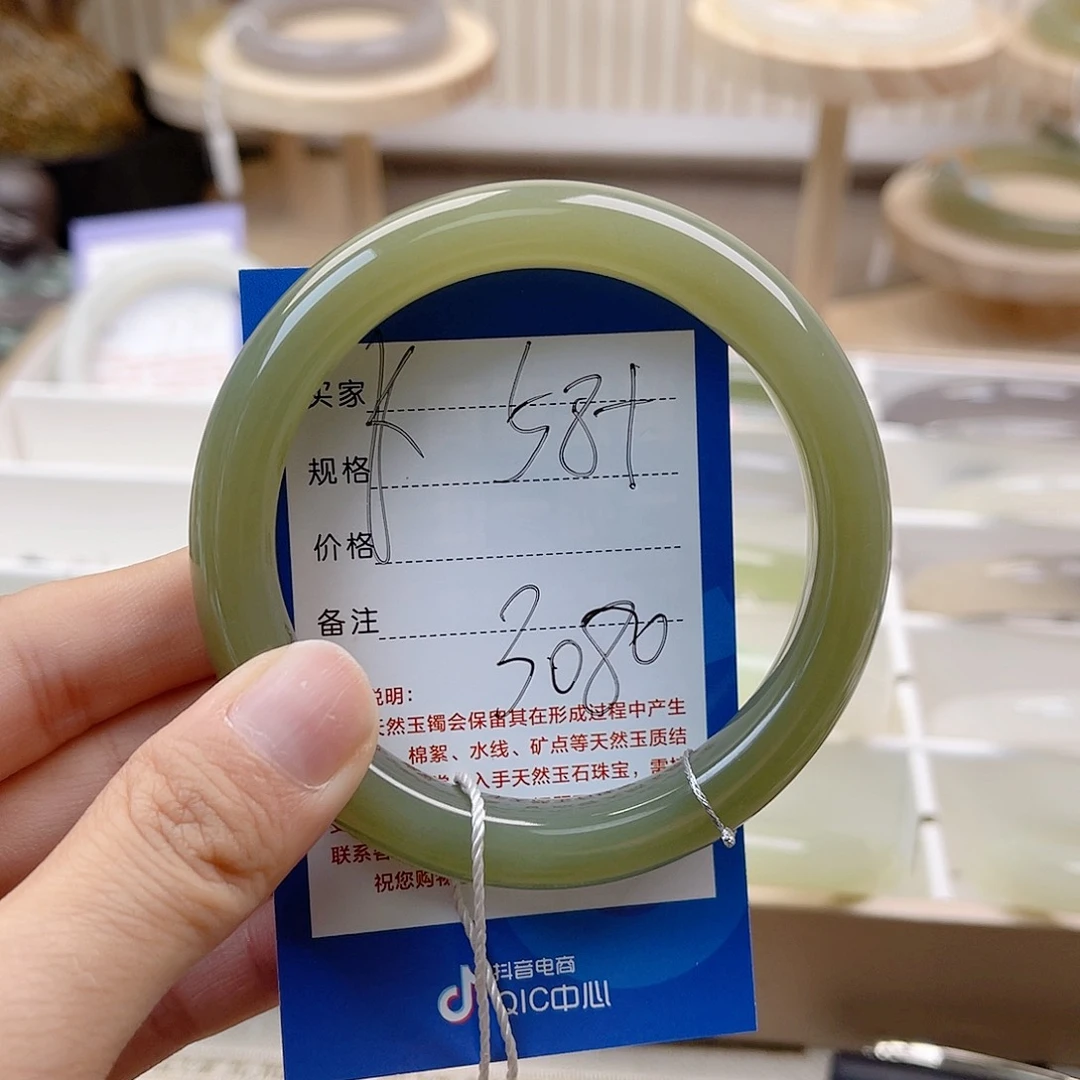 买家
58+
规格
价格
备注
3080
说明：
天然玉镯会保留其在形成过程中产生
棉絮、水线、矿点等天然玉质结
入手天然玉石珠宝，需
联系
祝您购
抖音电商
QIC中心